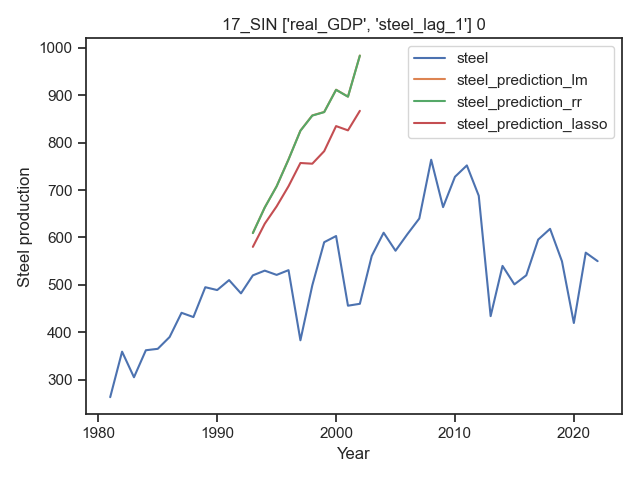 17_SIN ['real_GDP', 'steel_lag_1'] 0
steel
steel_prediction_lm
steel_prediction_rr
steel_prediction_lasso
Steel production
1000
900
800
700
600
500
400
300
1980
1990
2000
2010
2020
Year